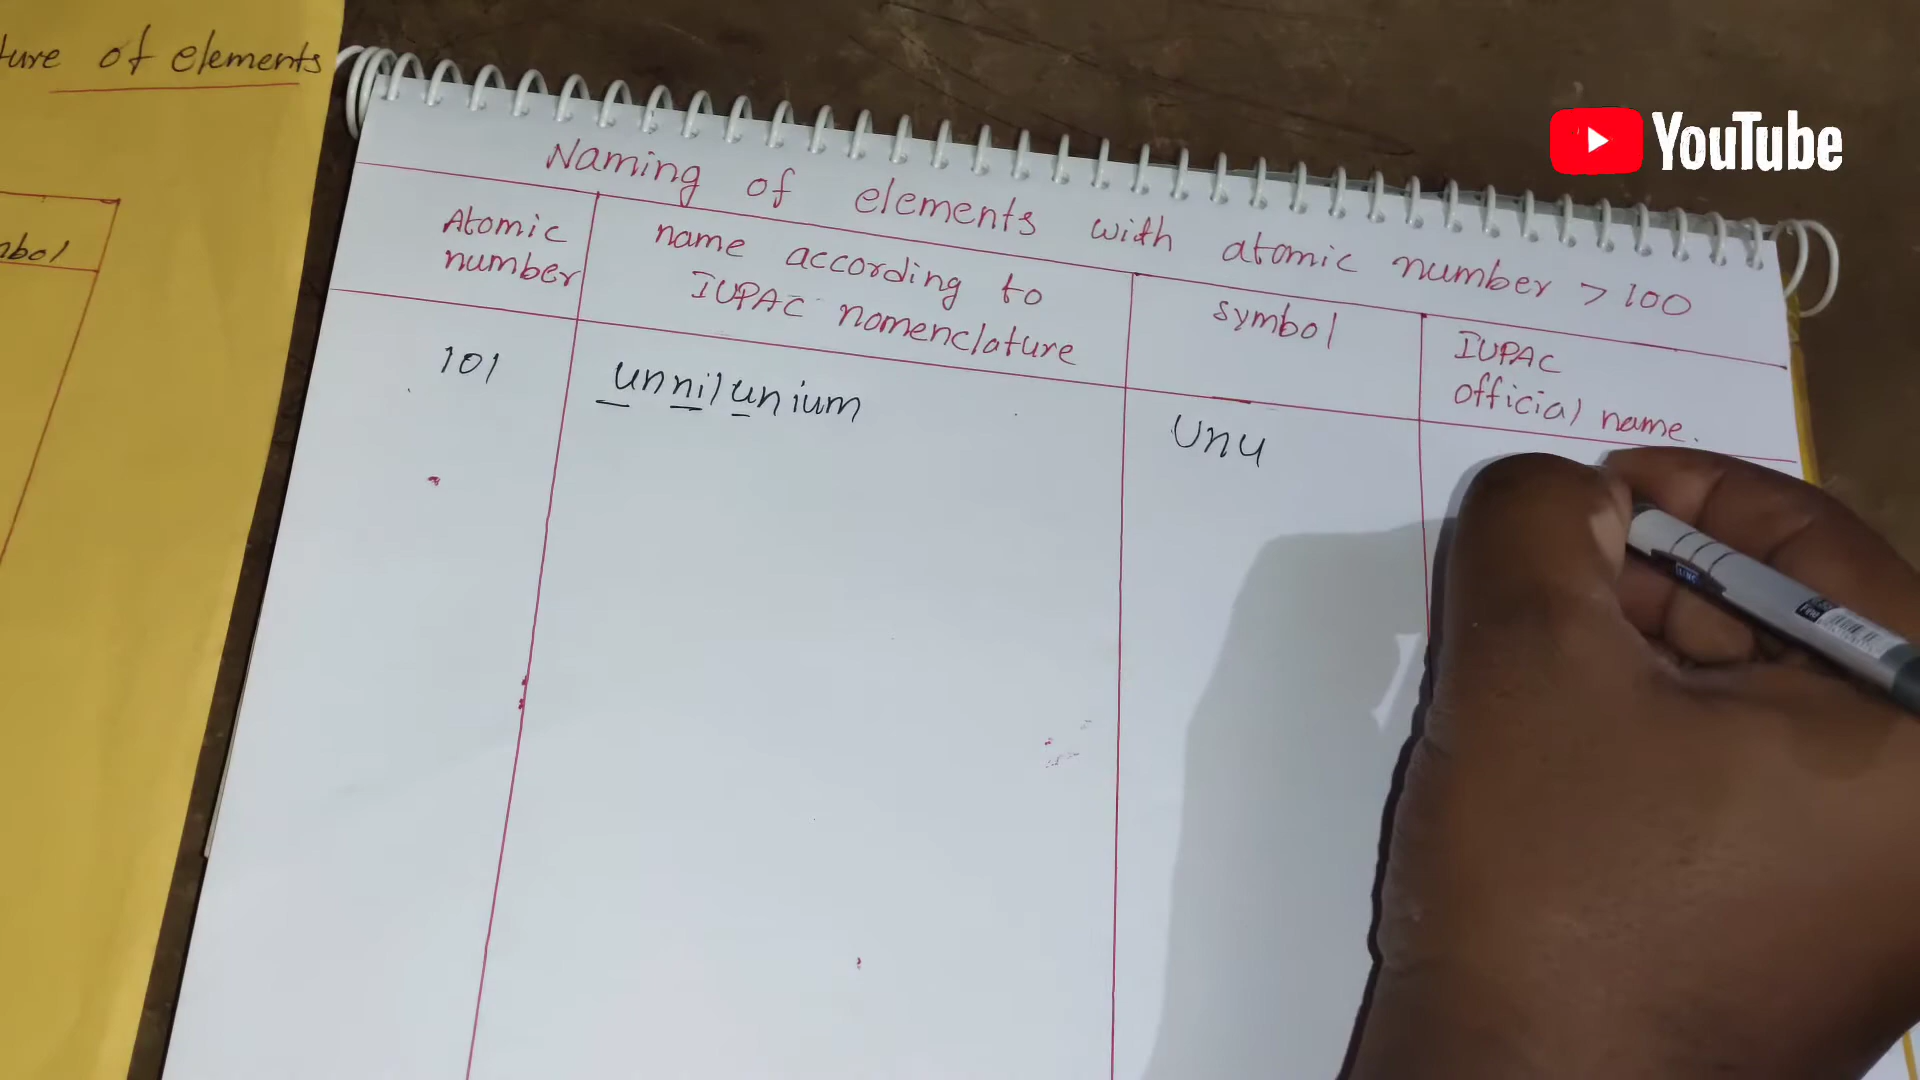 ture of elements
mbol
YouTube
Naming of elements with atomic number > 100
Atomic
number
name according to
IUPAC nomenclature
symbol
IUPAC
official name.
101
unnilunium
Unu